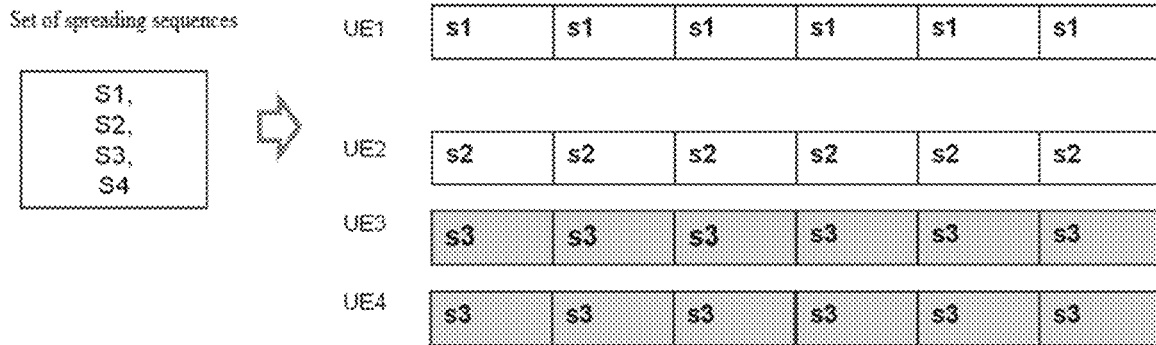 Set of spreading sequences
S1,
S2,
S3,
S4
UE1 s1 s1 s1 s1 s1 s1
UE2 s2 s2 s2 s2 s2 s2
UE3 s3 s3 s3 s3 s3 s3
UE4 s3 s3 s3 s3 s3 s3